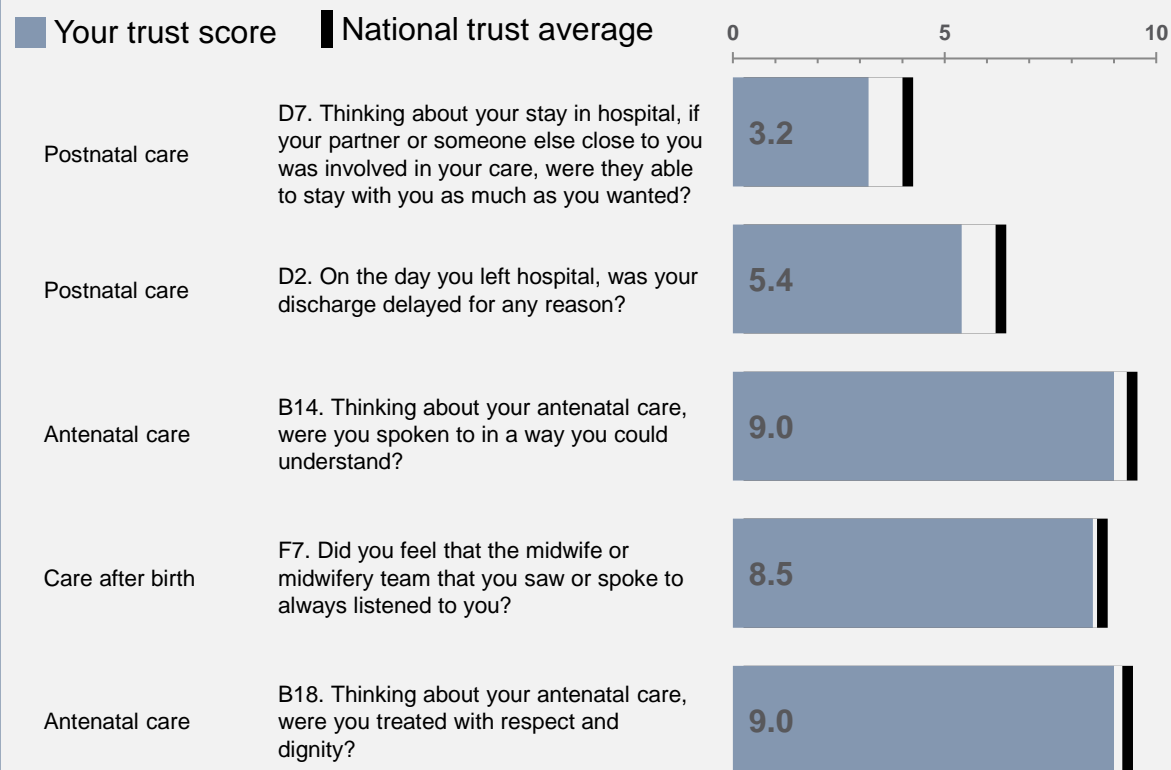 Your trust score National trust average 0 5 10
D7. Thinking about your stay in hospital, if
your partner or someone else close to you
Postnatal care was involved in your care, were they able 3.2
to stay with you as much as you wanted?
Postnatal care D2. On the day you left hospital, was your 5.4
discharge delayed for any reason?
B14. Thinking about your antenatal care,
Antenatal care were you spoken to in a way you could 9.0
understand?
F7. Did you feel that the midwife or
Care after birth midwifery team that you saw or spoke to 8.5
always listened to you?
B18. Thinking about your antenatal care,
Antenatal care were you treated with respect and 9.0
dignity?